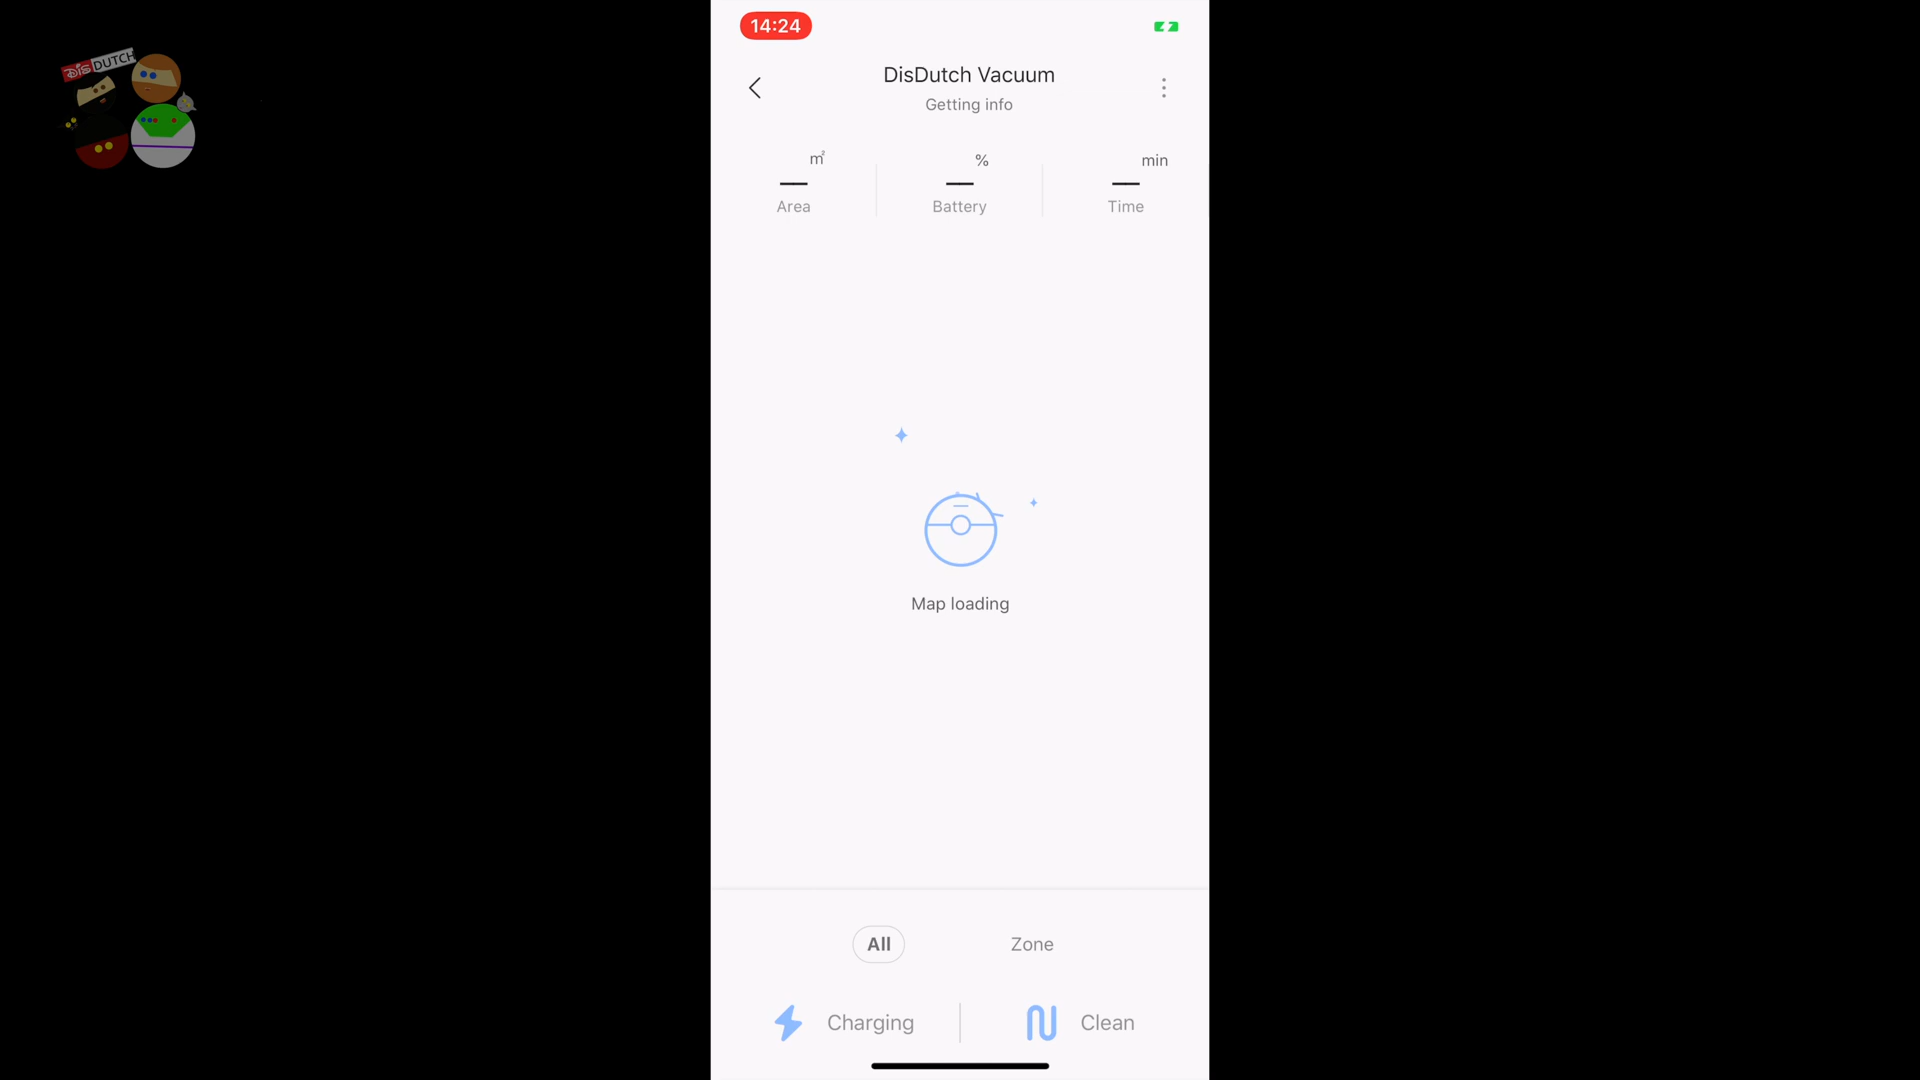 DiSDUTCH
14:24
DisDutch Vacuum
Getting info
m²
%
min
—
—
—
Area
Battery
Time
Map loading
All
Zone
Charging
Clean